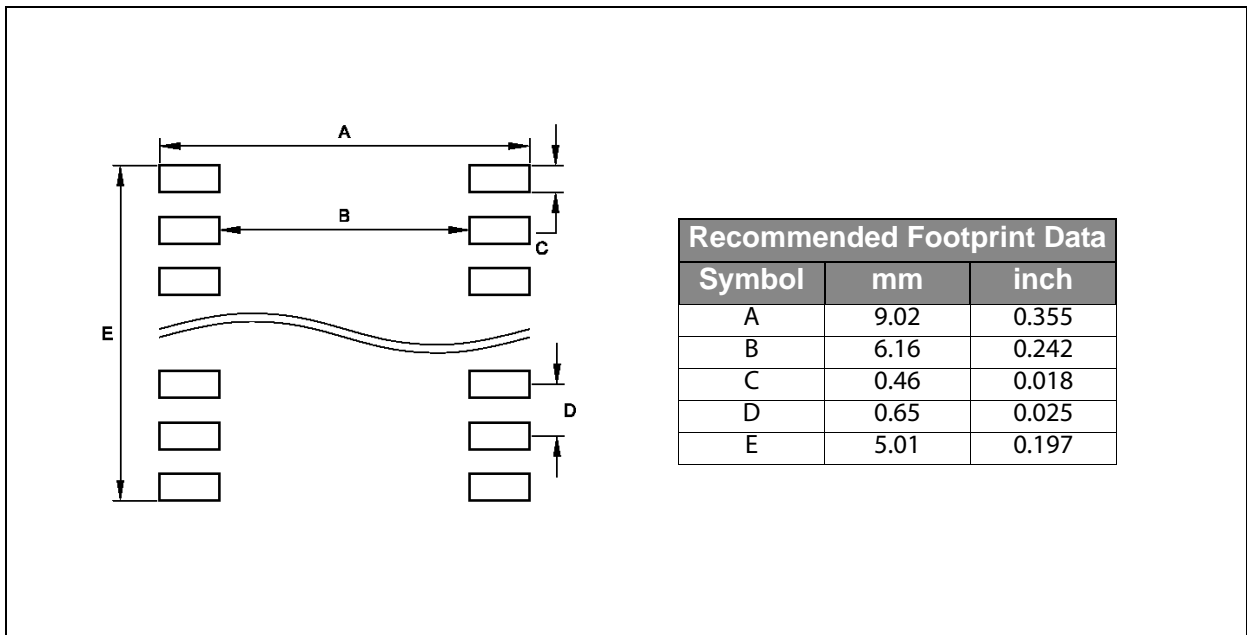 A
B
C
E
D
Recommended Footprint Data
Symbol mm inch
A 9.02 0.355
B 6.16 0.242
C 0.46 0.018
D 0.65 0.025
E 5.01 0.197